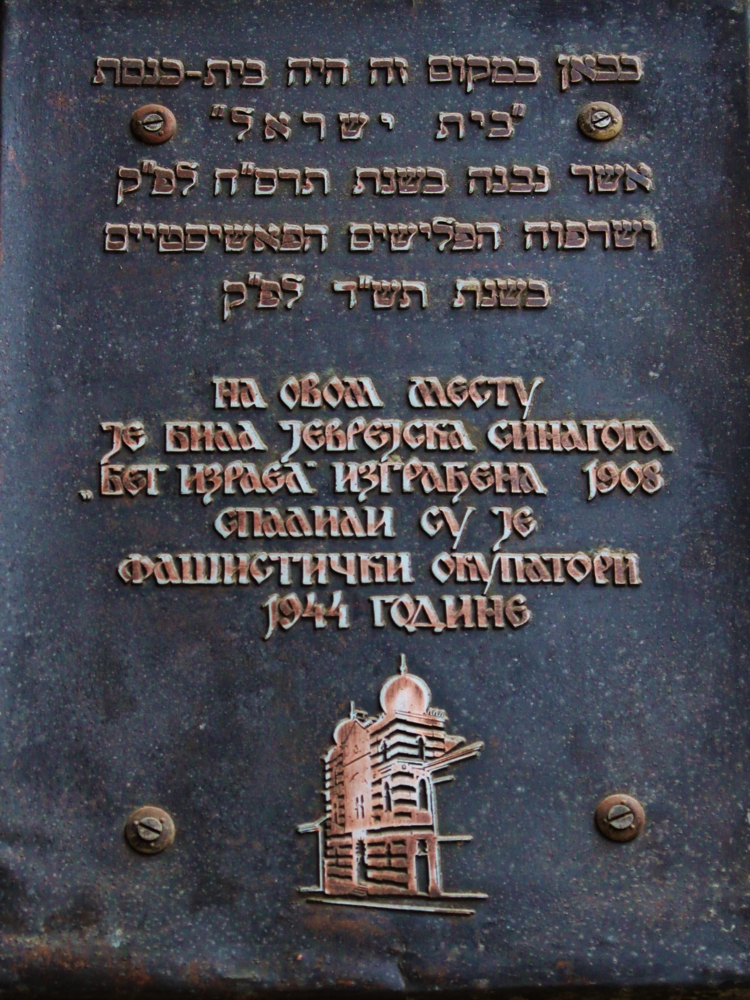 בכאן במקום זה היה בית-כנסת
"בית ישראל"
אשר נבנה בשנת תרס"ח לפ"ק
ושרפוה הפלישים הפאשיסטיים
בשנת תש"ד לפ"ק
НА ОВОМ МЕСТУ
ЈЕ БИЛА ЈЕВРЕЈСКА СИНАГОГА
„БЕТ ИЗРАЕЛ“ ИЗГРАЂЕНА 1908
СПАЛИЛИ СУ ЈЕ
ФАШИСТИЧКИ ОКУПАТОРИ
1944 ГОДИНЕ